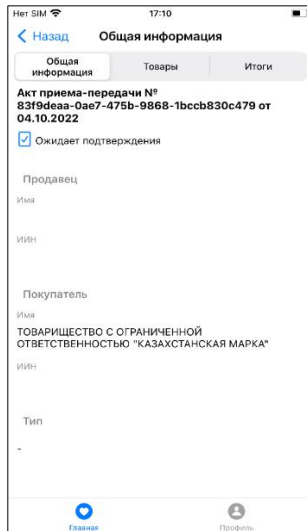 Нет SIM 17:10
Назад Общая информация
Общая информация Товары Итоги
Акт приема-передачи №
83f9deaa-0ae7-475b-9868-1bccb830c479 от
04.10.2022
Ожидает подтверждения
Продавец
Имя
ИИН
Покупатель
Имя
ТОВАРИЩЕСТВО С ОГРАНИЧЕННОЙ
ОТВЕТСТВЕННОСТЬЮ "КАЗАХСТАНСКАЯ МАРКА"
ИИН
Тип
-
Главная Профиль